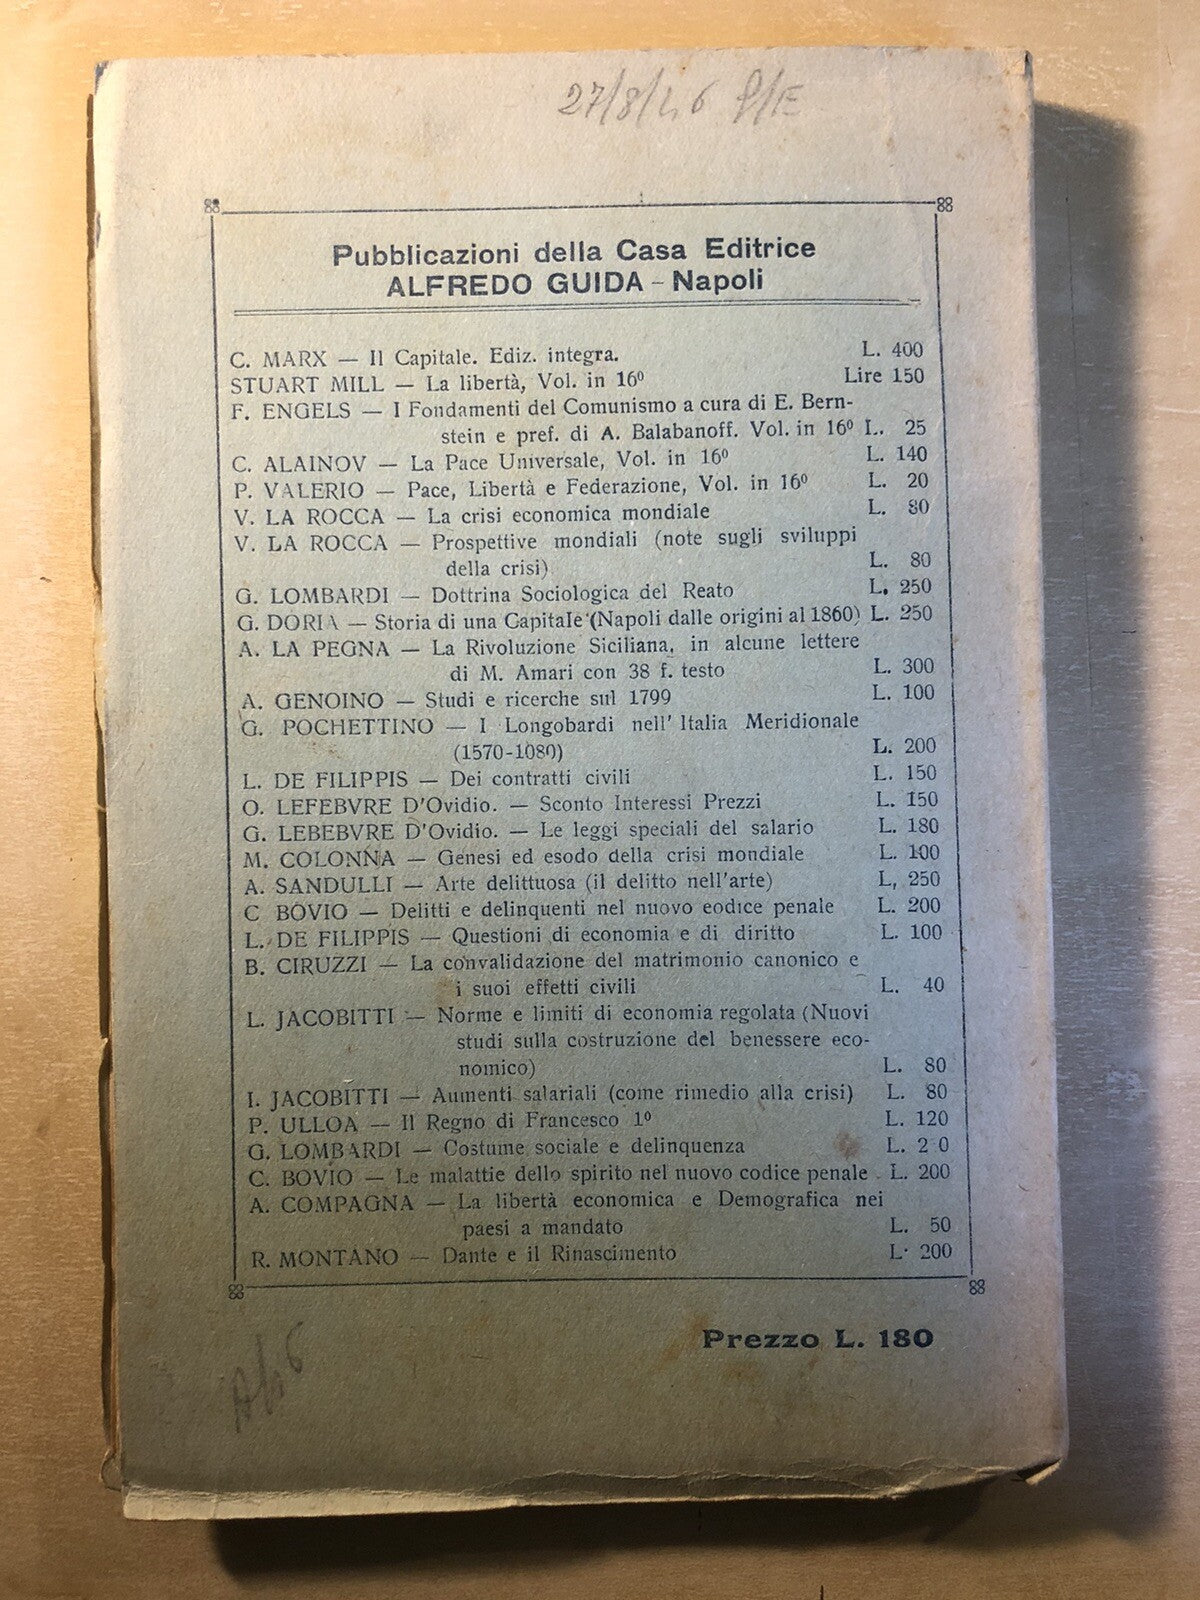 27/8/46 P/E
Pubblicazioni della Casa Editrice
ALFREDO GUIDA - Napoli
C. MARX — Il Capitale. Ediz. integra. L. 400
STUART MILL — La libertà, Vol. in 16º Lire 150
F. ENGELS — I Fondamenti del Comunismo a cura di E. Bern-
stein e pref. di A. Balabanoff. Vol. in 16º L. 25
C. ALAINOV — La Pace Universale, Vol. in 16º L. 140
P. VALERIO — Pace, Libertà e Federazione, Vol. in 16º L. 20
V. LA ROCCA — La crisi economica mondiale L. 80
V. LA ROCCA — Prospettive mondiali (note sugli sviluppi
della crisi) L. 80
G. LOMBARDI — Dottrina Sociologica del Reato L. 250
G. DORIA — Storia di una Capitale (Napoli dalle origini al 1860) L. 250
A. LA PEGNA — La Rivoluzione Siciliana, in alcune lettere
di M. Amari con 38 f. testo L. 300
A. GENOINO — Studi e ricerche sul 1799 L. 100
G. POCHETTINO — I Longobardi nell' Italia Meridionale
(1570-1080) L. 200
L. DE FILIPPIS — Dei contratti civili L. 150
O. LEFEBVRE D'Ovidio. — Sconto Interessi Prezzi L. 150
G. LEBEBVRE D'Ovidio. — Le leggi speciali del salario L. 180
M. COLONNA — Genesi ed esodo della crisi mondiale L. 100
A. SANDULLI — Arte delittuosa (il delitto nell'arte) L, 250
C BOVIO — Delitti e delinquenti nel nuovo eodice penale L. 200
L. DE FILIPPIS — Questioni di economia e di diritto L. 100
B. CIRUZZI — La convalidazione del matrimonio canonico e
i suoi effetti civili L. 40
L. JACOBITTI — Norme e limiti di economia regolata (Nuovi
studi sulla costruzione del benessere eco-
nomico) L. 80
I. JACOBITTI — Aumenti salariali (come rimedio alla crisi) L. 80
P. ULLOA — Il Regno di Francesco 1º L. 120
G. LOMBARDI — Costume sociale e delinquenza L. 2 0
C. BOVIO — Le malattie dello spirito nel nuovo codice penale L. 200
A. COMPAGNA — La libertà economica e Demografica nei
paesi a mandato L. 50
R. MONTANO — Dante e il Rinascimento L. 200
Prezzo L. 180